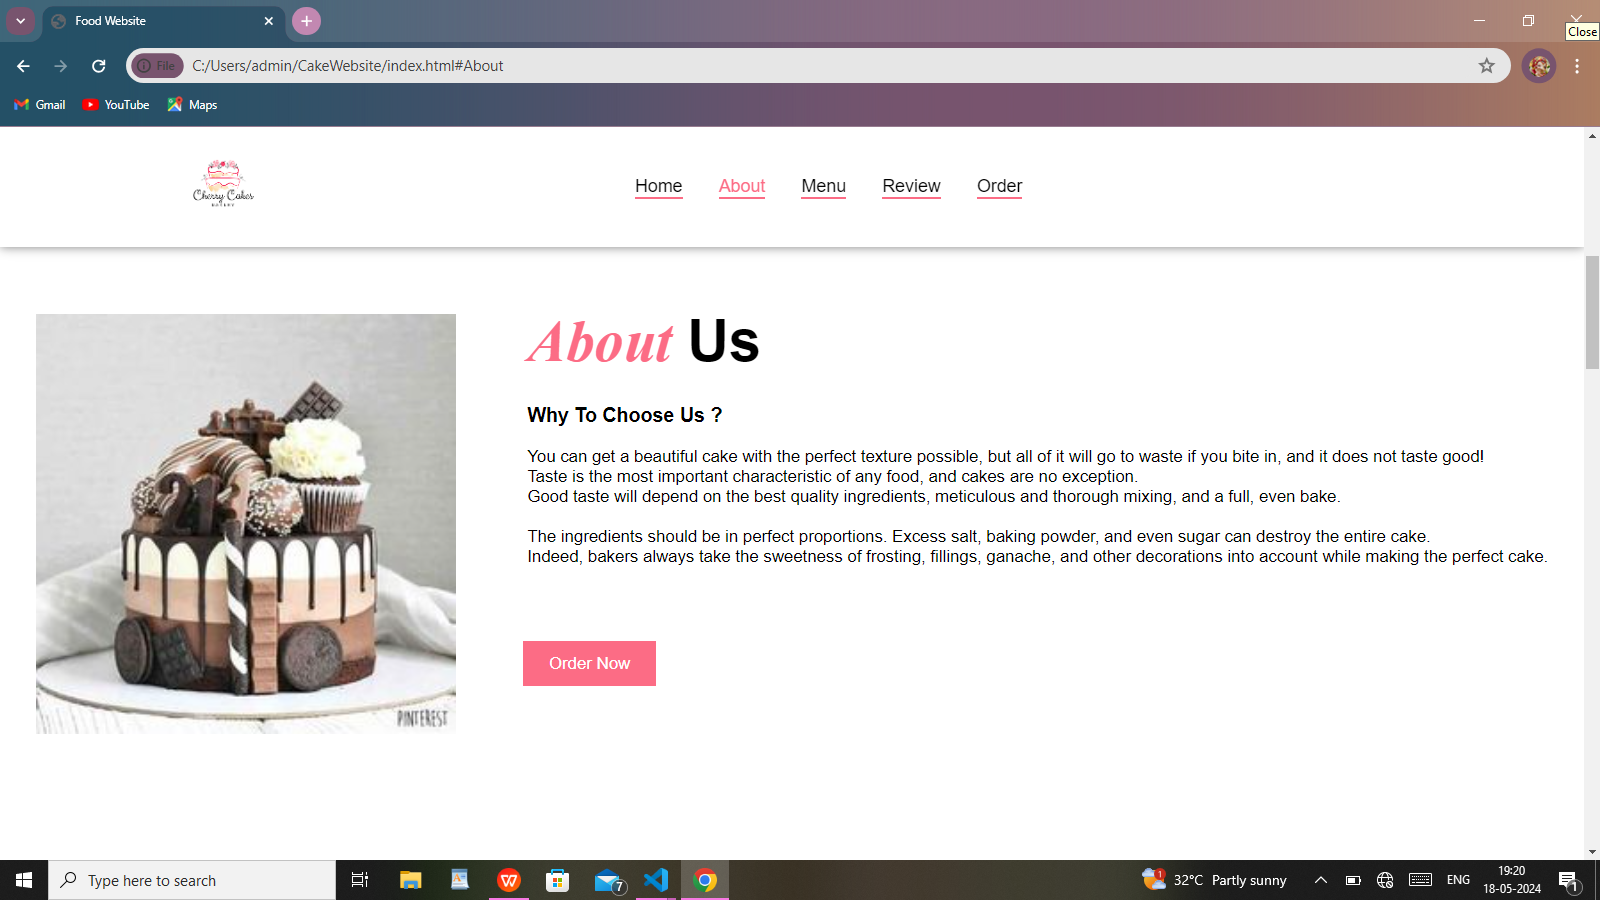 Food Website
Close
File
C:/Users/admin/CakeWebsite/index.html#About
Gmail
YouTube
Maps
Cherry Cakes
BAKERY
Home
About
Menu
Review
Order
About Us
Why To Choose Us ?
You can get a beautiful cake with the perfect texture possible, but all of it will go to waste if you bite in, and it does not taste good!
Taste is the most important characteristic of any food, and cakes are no exception.
Good taste will depend on the best quality ingredients, meticulous and thorough mixing, and a full, even bake.
The ingredients should be in perfect proportions. Excess salt, baking powder, and even sugar can destroy the entire cake.
Indeed, bakers always take the sweetness of frosting, fillings, ganache, and other decorations into account while making the perfect cake.
21
PINTEREST
Order Now
Type here to search
7
1
32°C Partly sunny
ENG
19:20
18-05-2024
1